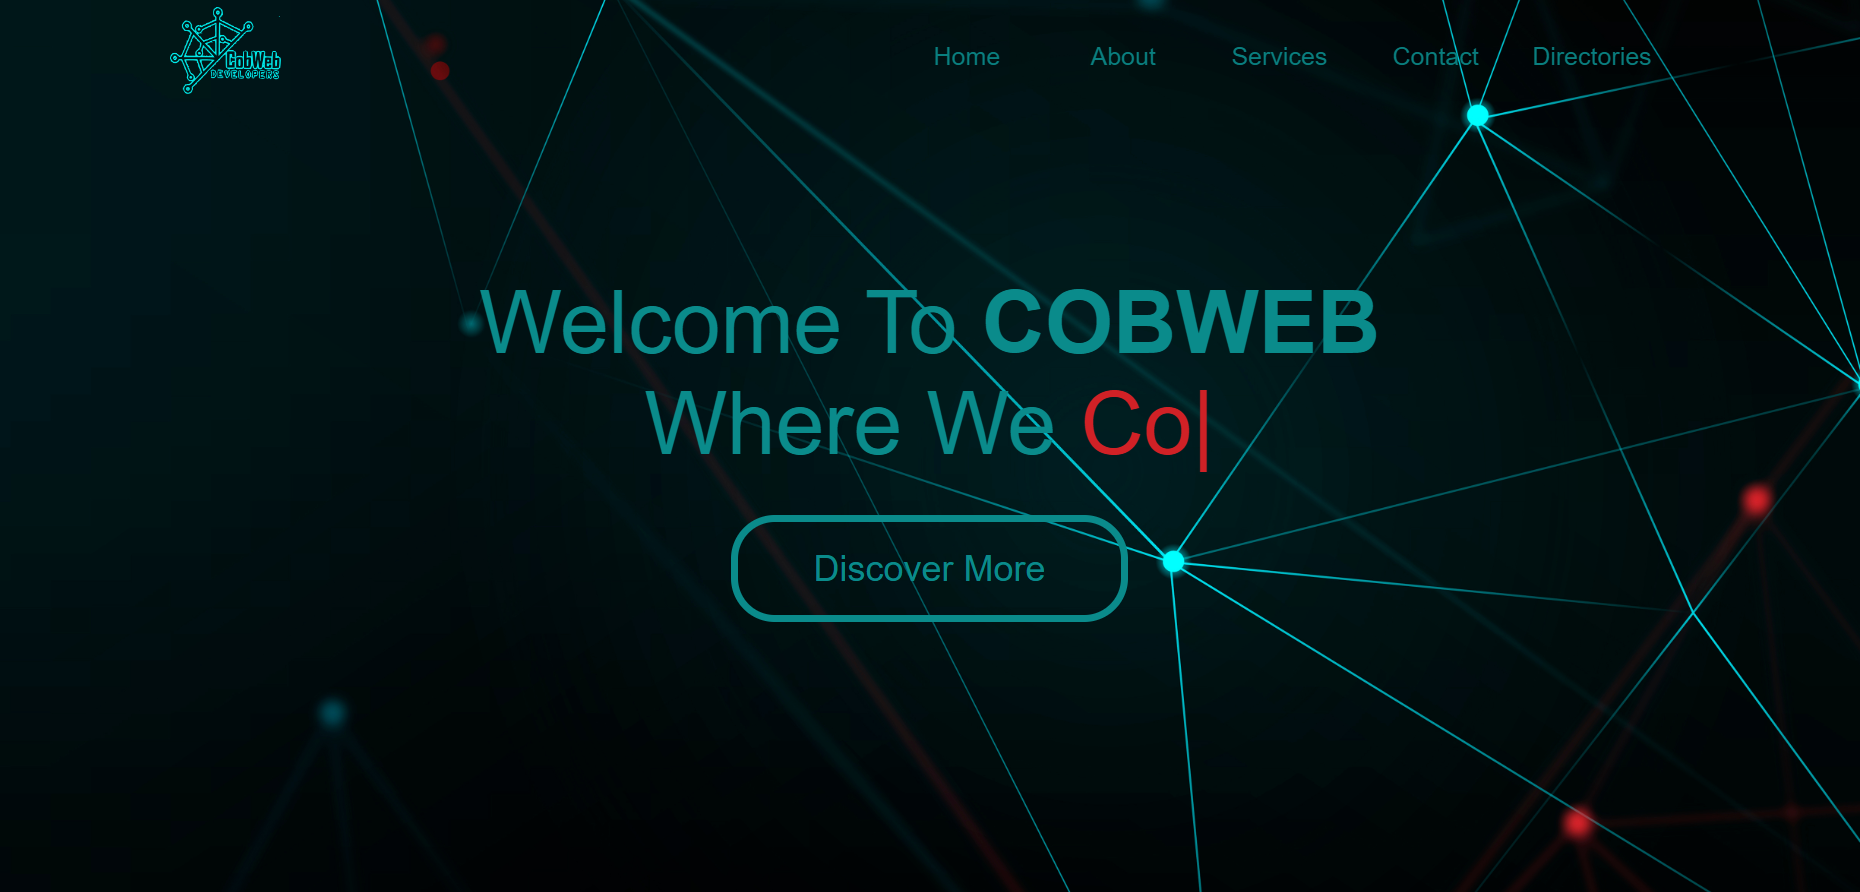 CobWeb
DEVELOPERS
Home About Services Contact Directories
Welcome To COBWEB
Where We Co|
Discover More